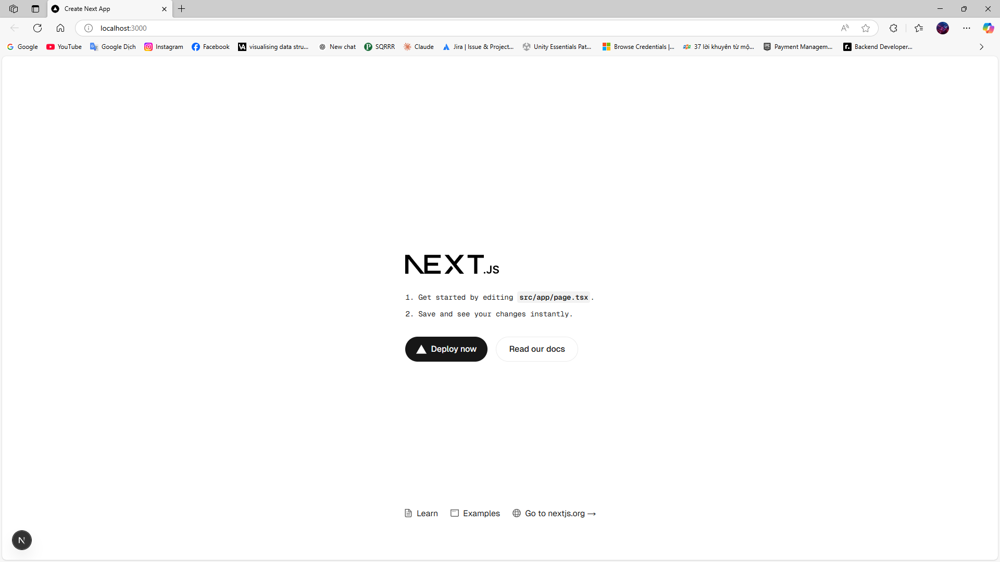 Create Next App
localhost:3000
Google
YouTube
Google Dịch
Instagram
Facebook
visualising data stru...
New chat
SQRRR
Claude
Jira | Issue & Project...
Unity Essentials Pat...
Browse Credentials |...
37 lời khuyên từ mộ...
Payment Managem...
Backend Developer...
NEXT.JS
1. Get started by editing src/app/page.tsx.
2. Save and see your changes instantly.
Deploy now
Read our docs
Learn
Examples
Go to nextjs.org →
N